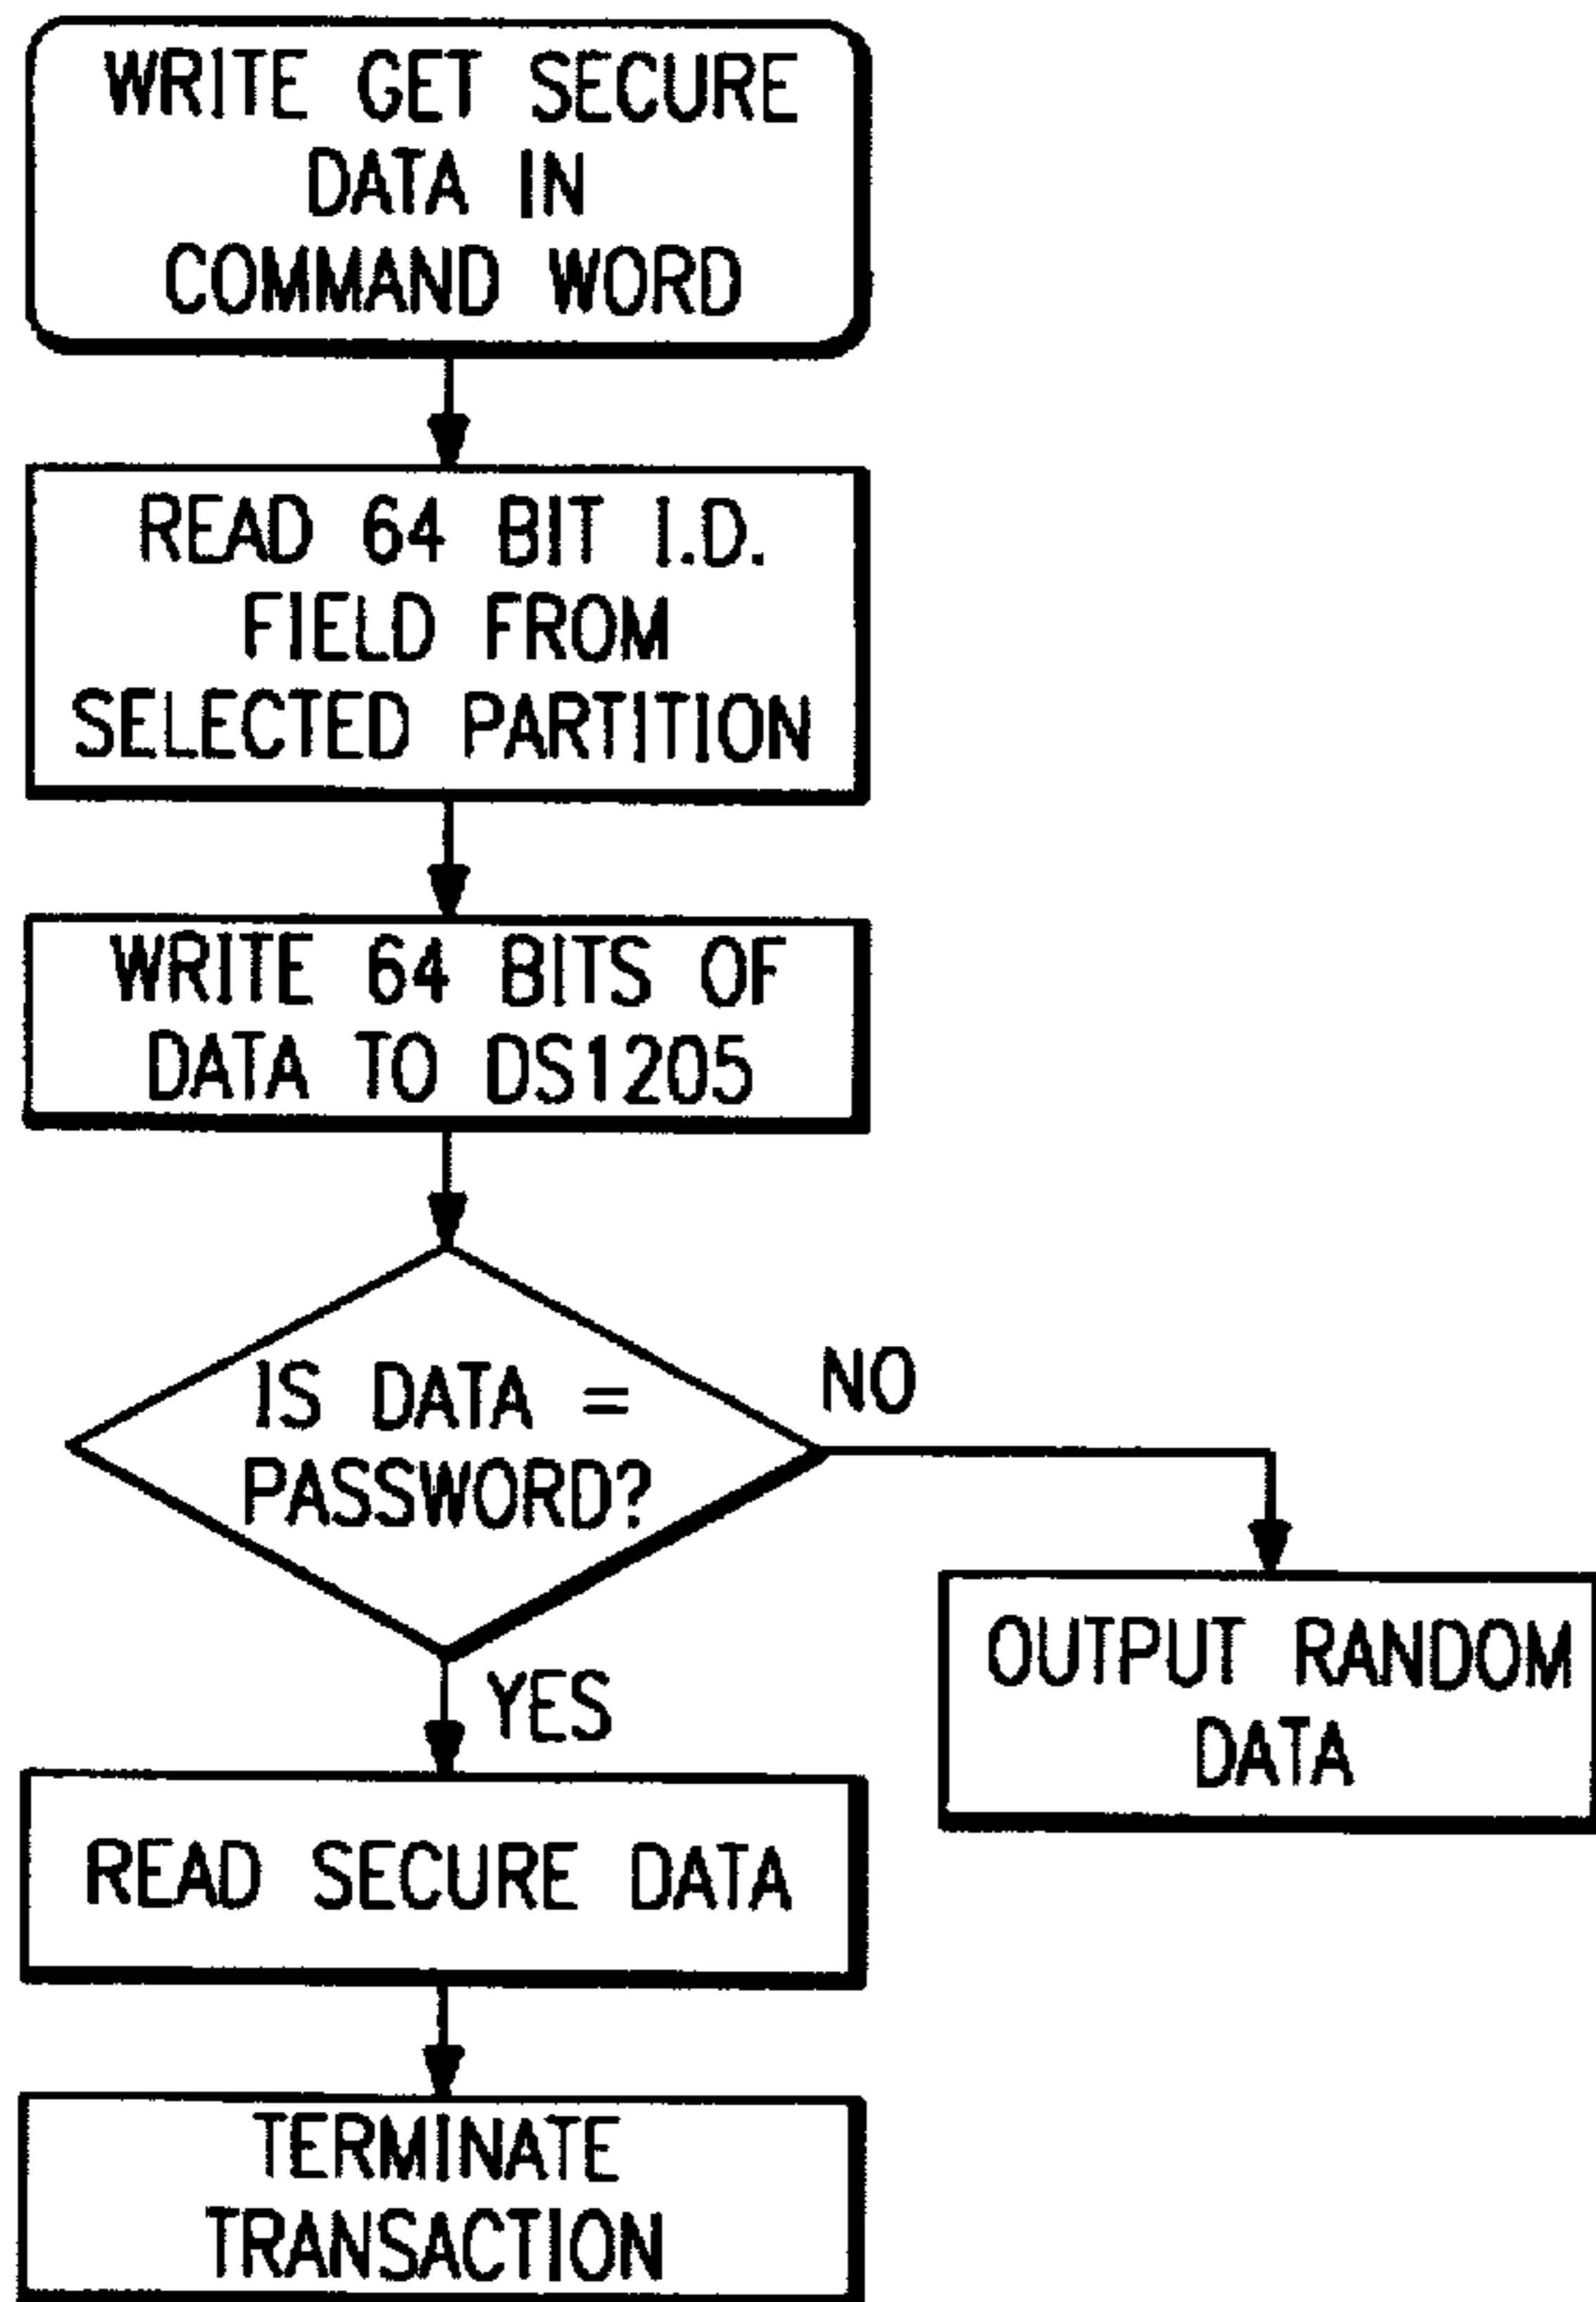 WRITE GET SECURE
DATA IN
COMMAND WORD
READ 64 BIT I.D.
FIELD FROM
SELECTED PARTITION
WRITE 64 BITS OF
DATA TO DS1205
IS DATA =
PASSWORD?
NO
YES
OUTPUT RANDOM
DATA
READ SECURE DATA
TERMINATE
TRANSACTION